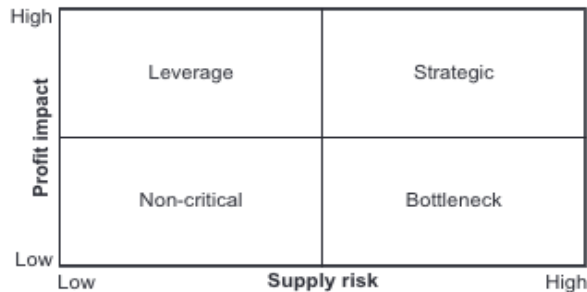 High
Leverage
Strategic
Profit impact
Non-critical
Bottleneck
Low
Low
Supply risk
High